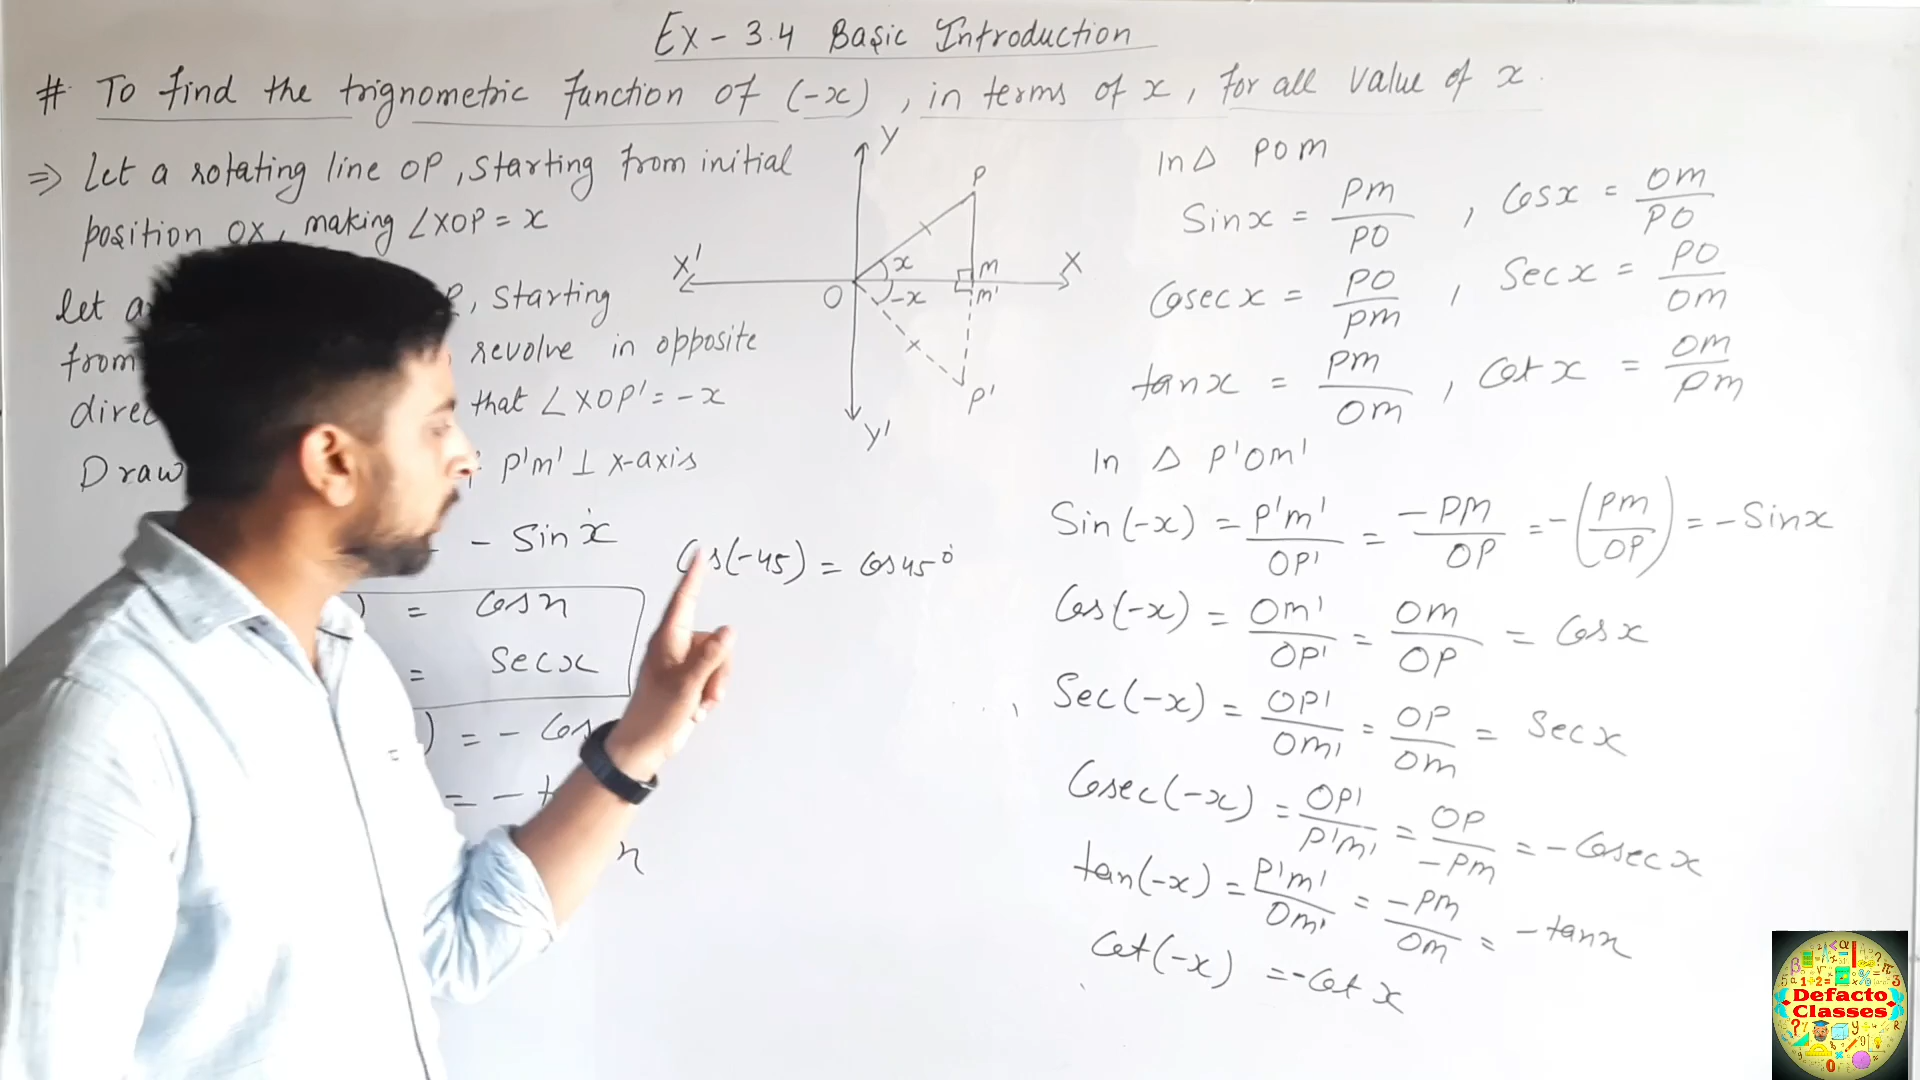 Ex - 3.4 Basic Introduction
# To find the trignometric function of (-x), in terms of x, for all value of x.
⇒ Let a rotating line OP, starting from initial
position OX, making ∠XOP = x
let a , starting
from revolve in opposite
direc that ∠XOP' = -x
Draw P'm' ⊥ x-axis
- Sin x
) = Cos x
= Sec x
) = - Cos
= - t
x
Cos(-45) = Cos45°
Y
P
X' x m X
O -x m'
P'
Y'
In Δ POM
Sin x = PM/PO , Cos x = OM/PO
Cosec x = PO/PM , Sec x = PO/OM
tan x = PM/OM , Cot x = OM/PM
In Δ P'OM'
Sin(-x) = P'M'/OP' = -PM/OP = -(PM/OP) = - Sin x
Cos(-x) = OM'/OP' = OM/OP = Cos x
Sec(-x) = OP'/OM' = OP/OM = Sec x
Cosec(-x) = OP'/P'M' = OP/-PM = - Cosec x
tan(-x) = P'M'/OM' = -PM/OM = - tan x
Cot(-x) = - Cot x
Defacto
Classes